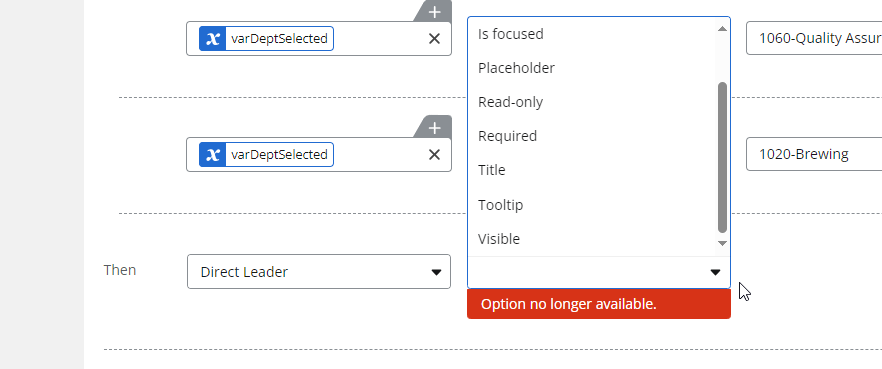 varDeptSelected
Is focused
1060-Quality Assur
Placeholder
Read-only
Required
varDeptSelected
1020-Brewing
Title
Tooltip
Visible
Then
Direct Leader
Option no longer available.